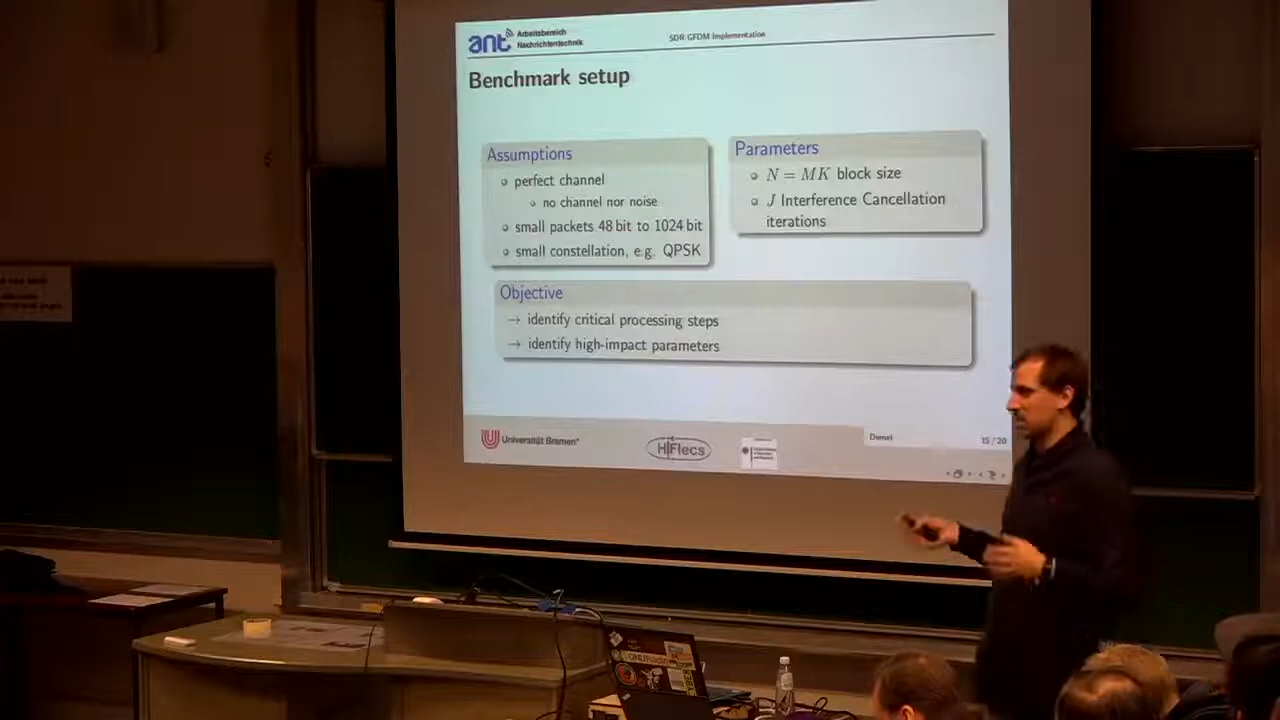 ant Arbeitsbereich
Nachrichtentechnik
SDR GFDM Implementation
Benchmark setup
Assumptions
perfect channel
no channel nor noise
small packets 48 bit to 1024 bit
small constellation, e.g. QPSK
Parameters
N = MK block size
J Interference Cancellation
iterations
Objective
→ identify critical processing steps
→ identify high-impact parameters
Universität Bremen
HiFlecs
Demel
15 / 20
GNURadio